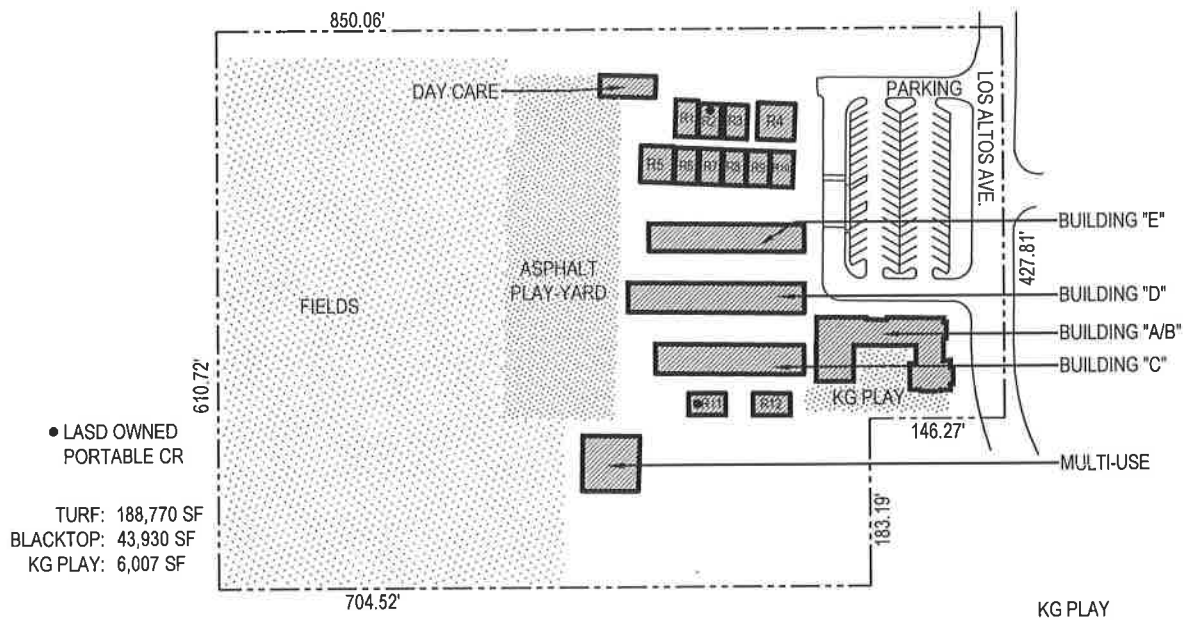 850.06'
DAY CARE
PARKING
LOS ALTOS AVE.
R1
R2
R3
R4
R5
R6
R7
R8
R9
R10
BUILDING "E"
427.81'
ASPHALT
PLAY-YARD
FIELDS
BUILDING "D"
BUILDING "A/B"
BUILDING "C"
610.72'
KG PLAY
R11
R12
146.27'
• LASD OWNED
PORTABLE CR
MULTI-USE
183.19'
TURF: 188,770 SF
BLACKTOP: 43,930 SF
KG PLAY: 6,007 SF
704.52'
KG PLAY